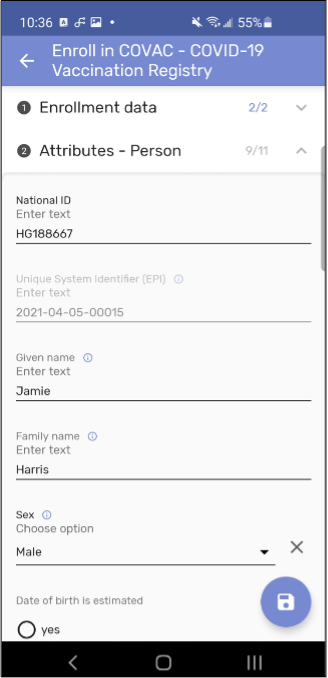 10:36
55%
Enroll in COVAC - COVID-19
Vaccination Registry
1 Enrollment data 2/2
2 Attributes - Person 9/11
National ID
Enter text
HG188667
Unique System Identifier (EPI)
Enter text
2021-04-05-00015
Given name
Enter text
Jamie
Family name
Enter text
Harris
Sex
Choose option
Male
Date of birth is estimated
yes